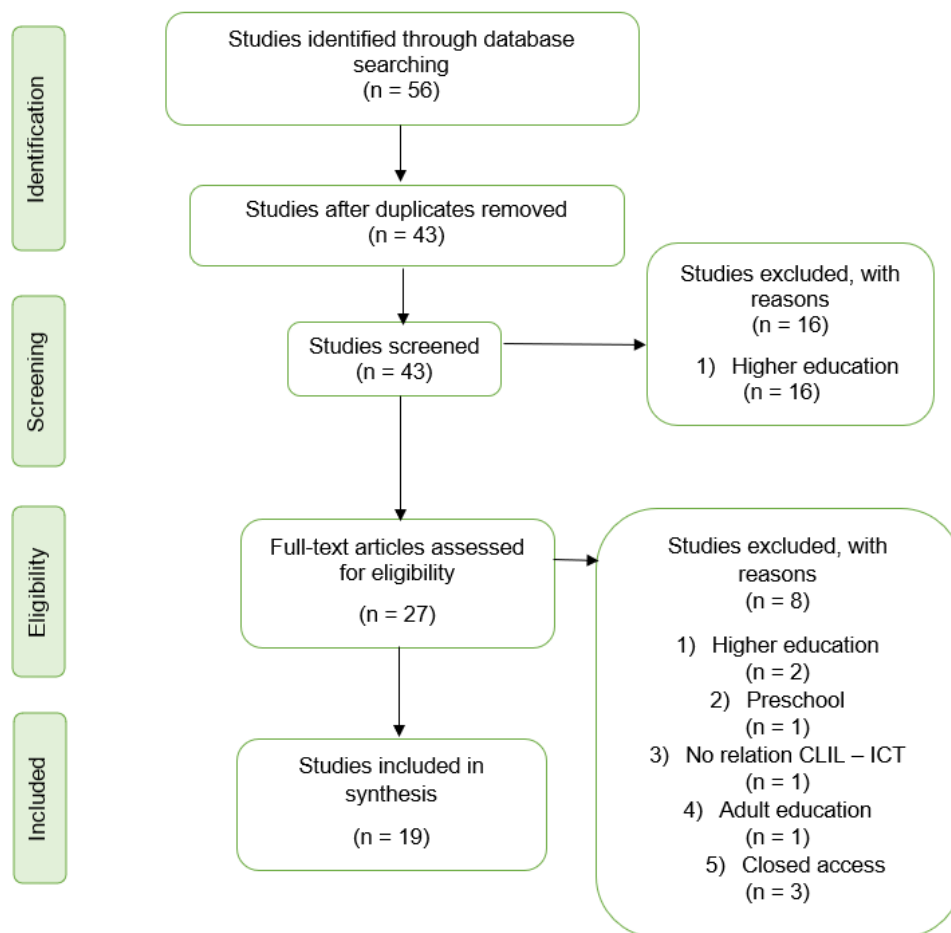 Identification
Studies identified through database
searching
(n = 56)
Studies after duplicates removed
(n = 43)
Screening
Studies screened
(n = 43)
Studies excluded, with
reasons
(n = 16)
1) Higher education
(n = 16)
Eligibility
Full-text articles assessed
for eligibility
(n = 27)
Studies excluded, with
reasons
(n = 8)
1) Higher education
(n = 2)
2) Preschool
(n = 1)
3) No relation CLIL – ICT
(n = 1)
4) Adult education
(n = 1)
5) Closed access
(n = 3)
Included
Studies included in
synthesis
(n = 19)